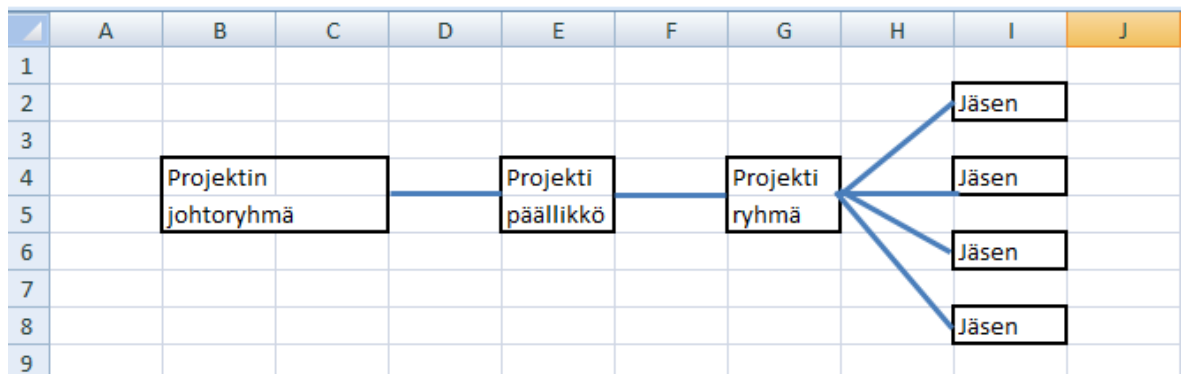 A B C D E F G H I J
1
2 Jäsen
3
4 Projektin Projekti Projekti Jäsen
5 johtoryhmä päällikkö ryhmä
6 Jäsen
7
8 Jäsen
9